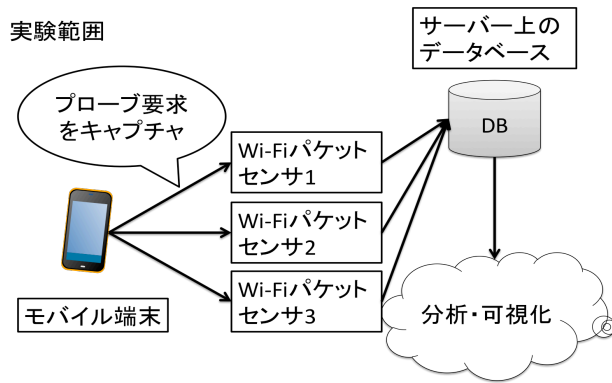 実験範囲
サーバー上の
データベース
プローブ要求
をキャプチャ
DB
Wi-Fiパケット
センサ1
Wi-Fiパケット
センサ2
Wi-Fiパケット
センサ3
モバイル端末
分析・可視化